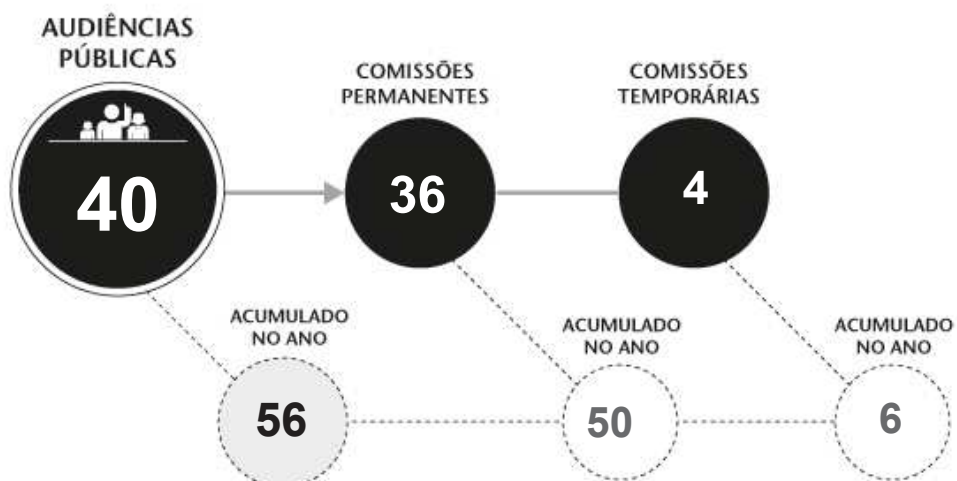 AUDIÊNCIAS
PÚBLICAS
40
COMISSÕES
PERMANENTES
36
COMISSÕES
TEMPORÁRIAS
4
ACUMULADO
NO ANO
56
ACUMULADO
NO ANO
50
ACUMULADO
NO ANO
6